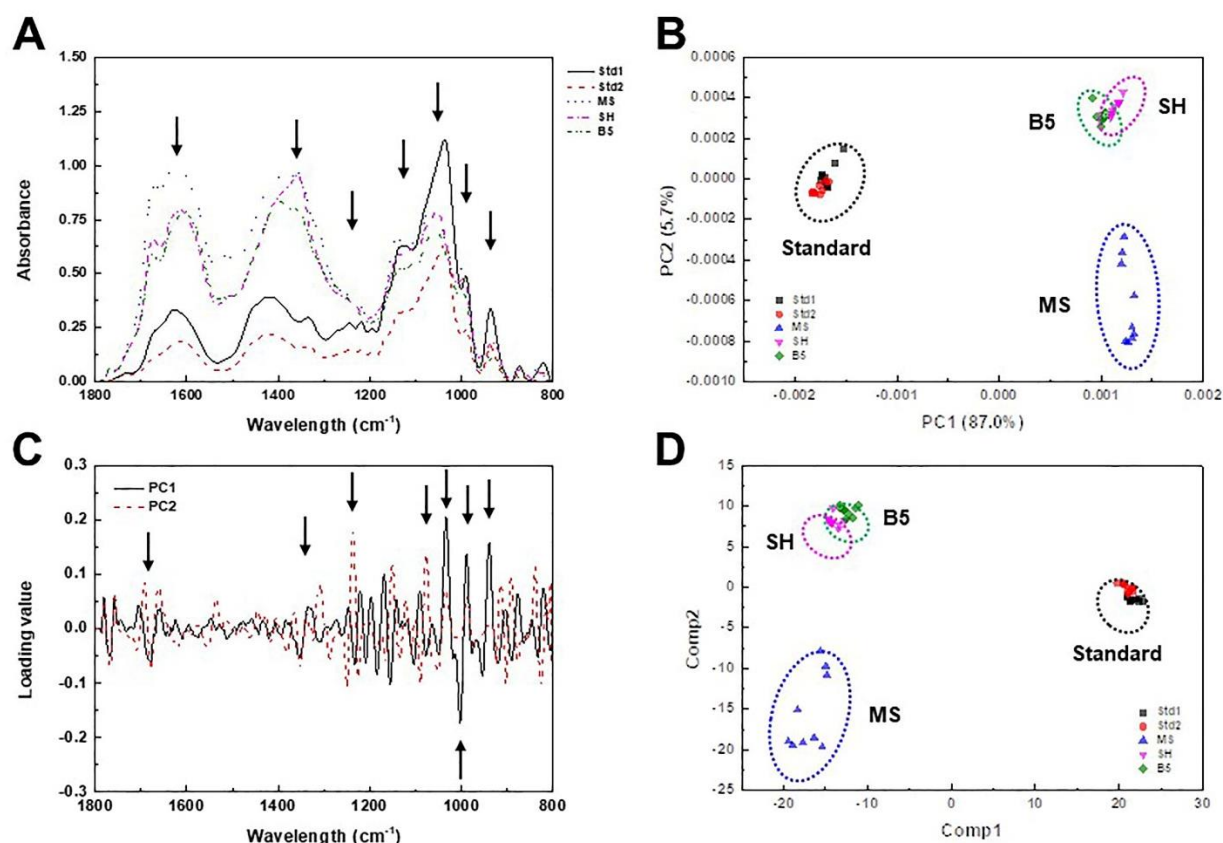 A
1.50
1.25
1.00
0.75
0.50
0.25
0.00
Absorbance
1800
1600
1400
1200
1000
800
Wavelength (cm-1)
Std1
Std2
MS
SH
B5
B
0.0006
0.0004
0.0002
0.0000
-0.0002
-0.0004
-0.0006
-0.0008
-0.0010
PC2 (5.7%)
SH
B5
Standard
MS
Std1
Std2
MS
SH
B5
-0.002
-0.001
0.000
0.001
0.002
PC1 (87.0%)
C
0.3
0.2
0.1
0.0
-0.1
-0.2
-0.3
Loading value
PC1
PC2
1800
1600
1400
1200
1000
800
Wavelength (cm-1)
D
15
10
5
0
-5
-10
-15
-20
-25
Comp2
B5
SH
Standard
MS
Std1
Std2
MS
SH
B5
-20
-10
0
10
20
30
Comp1